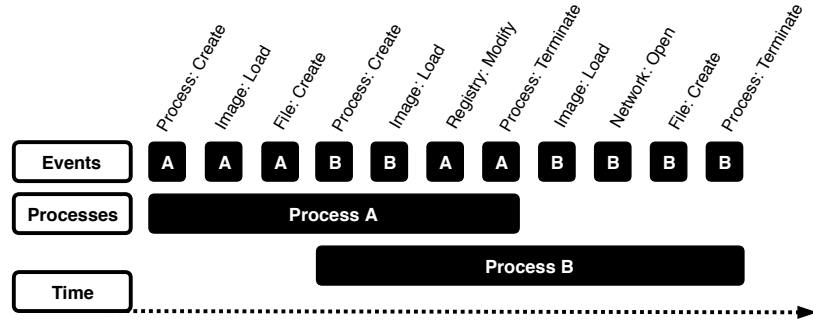 Process: Create
Image: Load
File: Create
Process: Create
Image: Load
Registry: Modify
Process: Terminate
Image: Load
Network: Open
File: Create
Process: Terminate
Events A A A B B A A B B B B
Processes Process A
Process B
Time